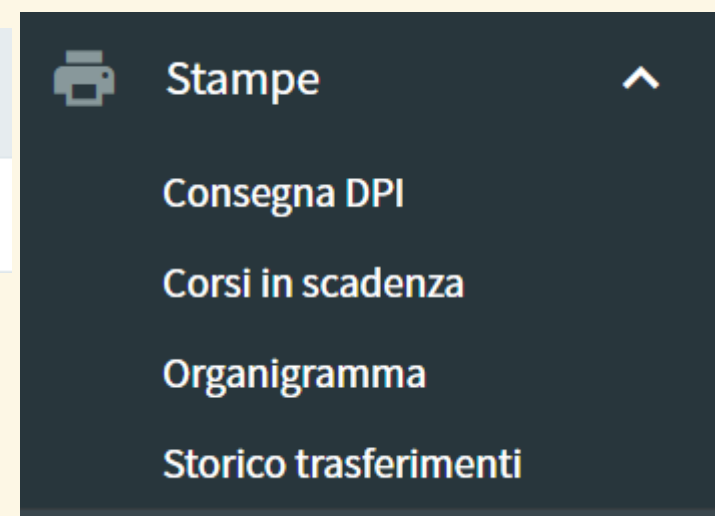 Stampe
Consegna DPI
Corsi in scadenza
Organigramma
Storico trasferimenti